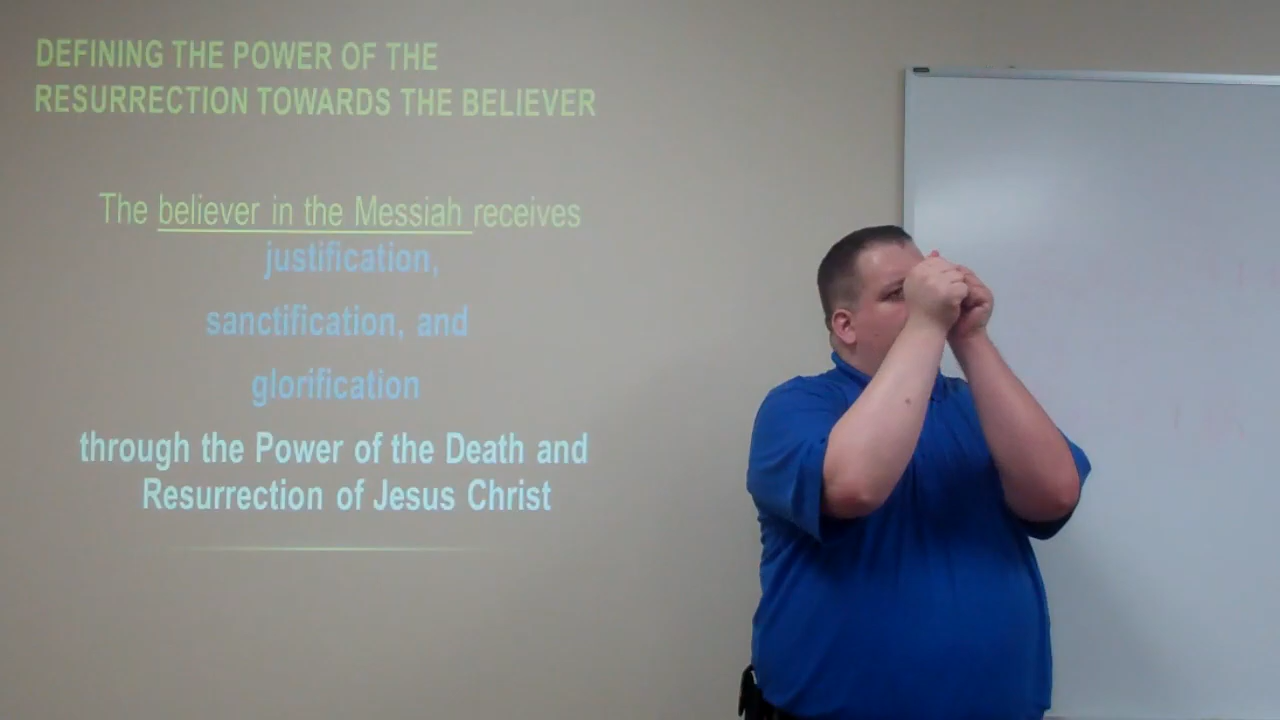 DEFINING THE POWER OF THE
RESURRECTION TOWARDS THE BELIEVER
The believer in the Messiah receives
justification,
sanctification, and
glorification
through the Power of the Death and
Resurrection of Jesus Christ